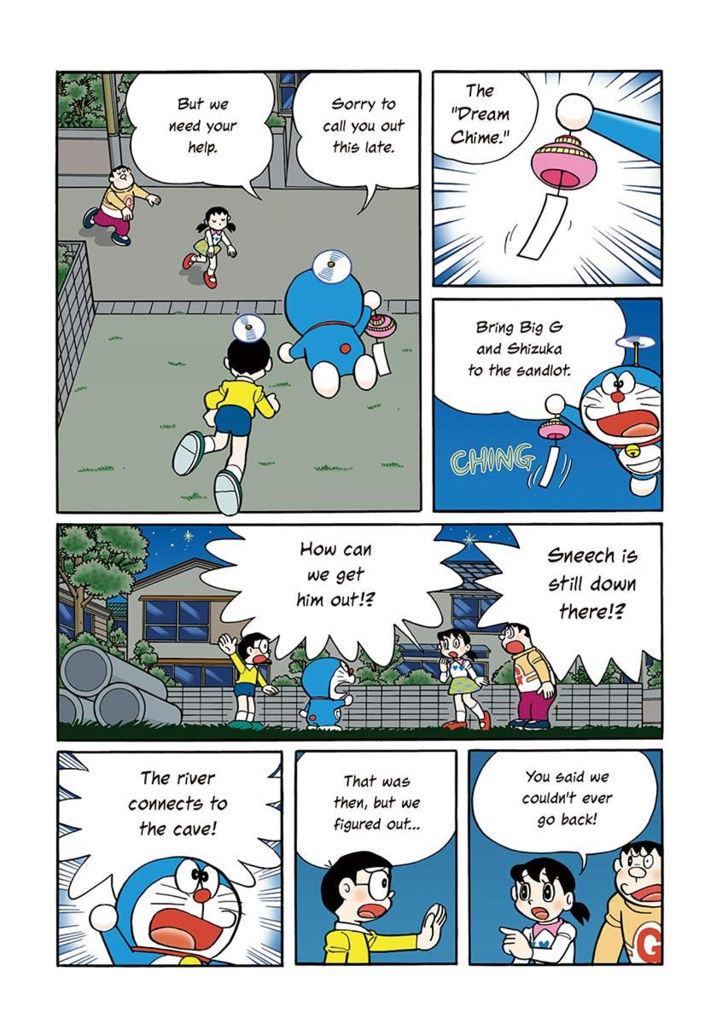 The
"Dream
Chime."
Bring Big G
and Shizuka
to the sandlot.
CHING
Sorry to
call you out
this late.
But we
need your
help.
Sneech is
still down
there!?
How can
we get
him out!?
You said we
couldn't ever
go back!
G
That was
then, but we
figured out...
The river
connects to
the cave!